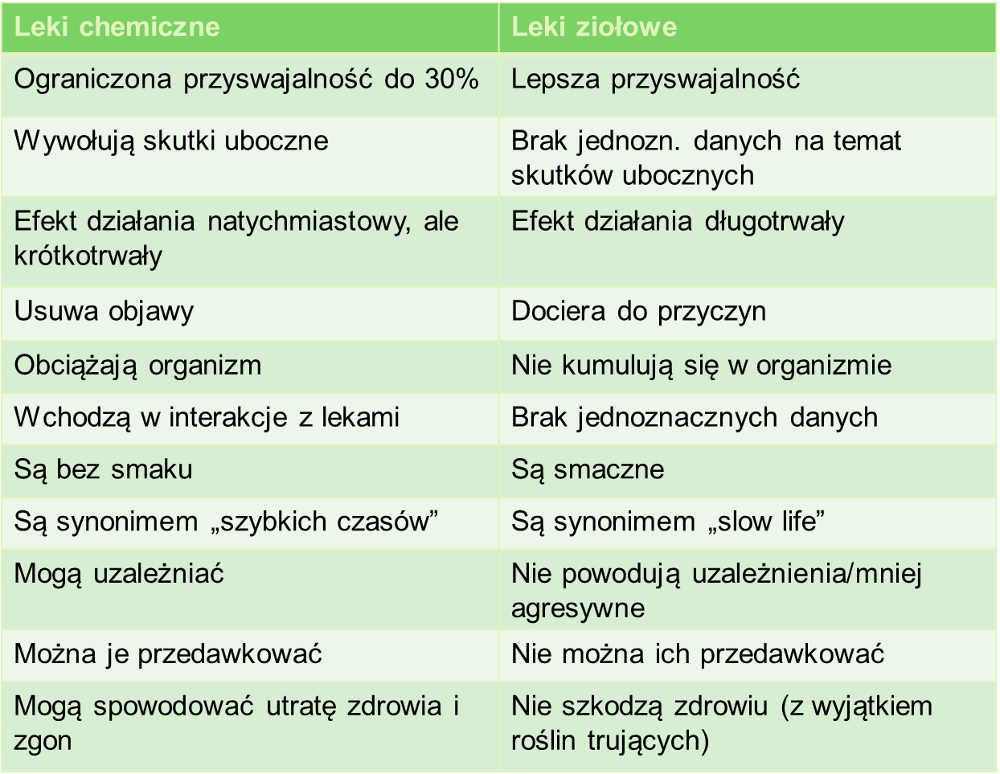 Leki chemiczne
Leki ziołowe
Ograniczona przyswajalność do 30%
Lepsza przyswajalność
Wywołują skutki uboczne
Brak jednozn. danych na temat
skutków ubocznych
Efekt działania natychmiastowy, ale
krótkotrwały
Efekt działania długotrwały
Usuwa objawy
Dociera do przyczyn
Obciążają organizm
Nie kumulują się w organizmie
Wchodzą w interakcje z lekami
Brak jednoznacznych danych
Są bez smaku
Są smaczne
Są synonimem „szybkich czasów”
Są synonimem „slow life”
Mogą uzależniać
Nie powodują uzależnienia/mniej
agresywne
Można je przedawkować
Nie można ich przedawkować
Mogą spowodować utratę zdrowia i
zgon
Nie szkodzą zdrowiu (z wyjątkiem
roślin trujących)